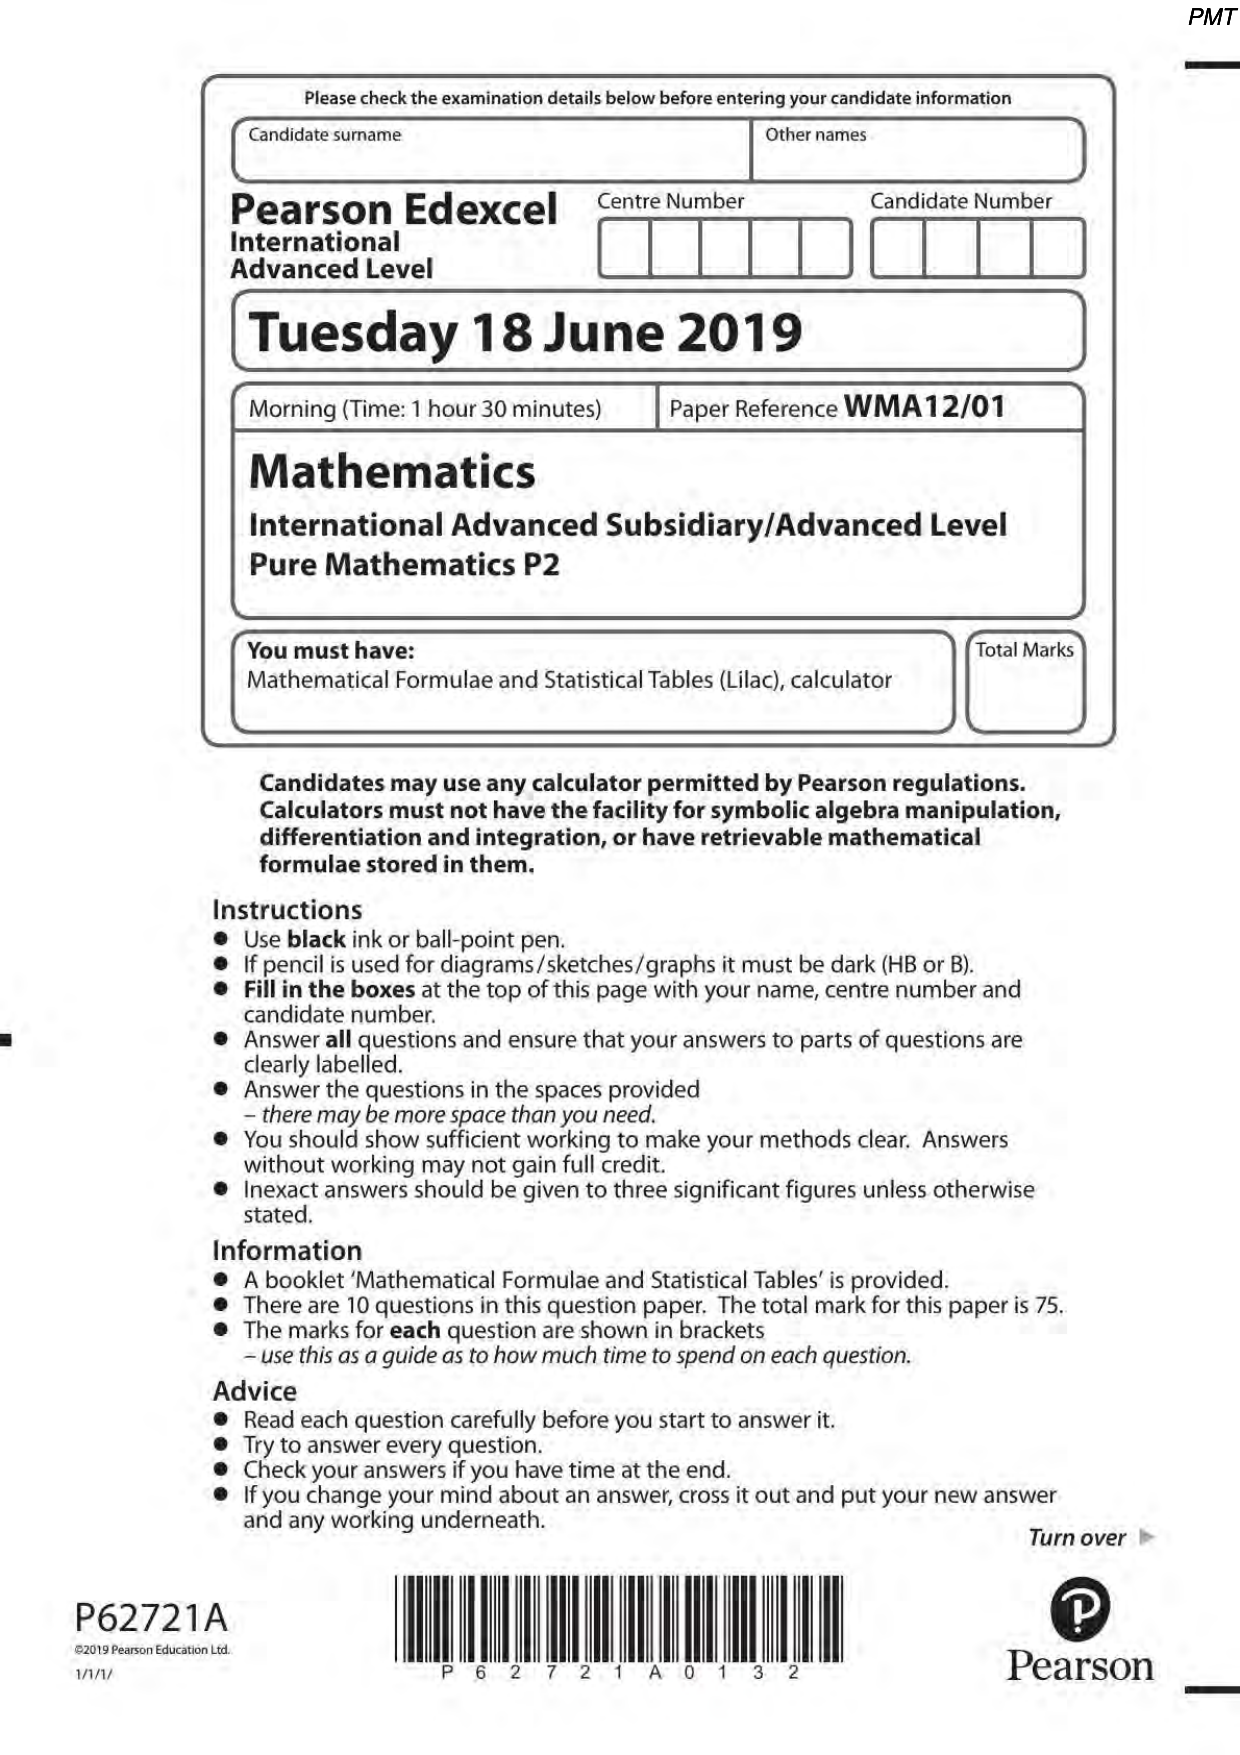 PMT
Please check the examination details below before entering your candidate information
Candidate surname
Other names
Pearson Edexcel
International
Advanced Level
Centre Number
Candidate Number
Tuesday 18 June 2019
Morning (Time: 1 hour 30 minutes)
Paper Reference WMA12/01
Mathematics
International Advanced Subsidiary/Advanced Level
Pure Mathematics P2
You must have:
Mathematical Formulae and Statistical Tables (Lilac), calculator
Total Marks
Candidates may use any calculator permitted by Pearson regulations.
Calculators must not have the facility for symbolic algebra manipulation,
differentiation and integration, or have retrievable mathematical
formulae stored in them.
Instructions
● Use black ink or ball-point pen.
● If pencil is used for diagrams/sketches/graphs it must be dark (HB or B).
● Fill in the boxes at the top of this page with your name, centre number and
candidate number.
● Answer all questions and ensure that your answers to parts of questions are
clearly labelled.
● Answer the questions in the spaces provided
– there may be more space than you need.
● You should show sufficient working to make your methods clear. Answers
without working may not gain full credit.
● Inexact answers should be given to three significant figures unless otherwise
stated.
Information
● A booklet ‘Mathematical Formulae and Statistical Tables’ is provided.
● There are 10 questions in this question paper. The total mark for this paper is 75.
● The marks for each question are shown in brackets
– use this as a guide as to how much time to spend on each question.
Advice
● Read each question carefully before you start to answer it.
● Try to answer every question.
● Check your answers if you have time at the end.
● If you change your mind about an answer, cross it out and put your new answer
and any working underneath.
Turn over
P62721A
©2019 Pearson Education Ltd.
1/1/1/
P 6 2 7 2 1 A 0 1 3 2
Pearson